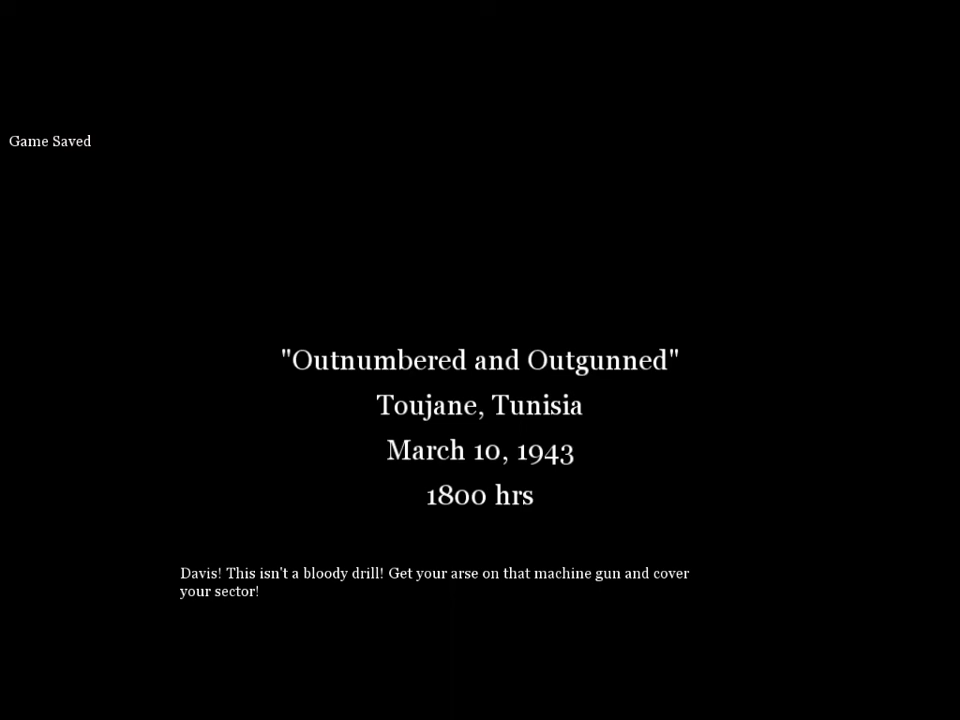 Game Saved
"Outnumbered and Outgunned"
Toujane, Tunisia
March 10, 1943
1800 hrs
Davis! This isn't a bloody drill! Get your arse on that machine gun and cover
your sector!